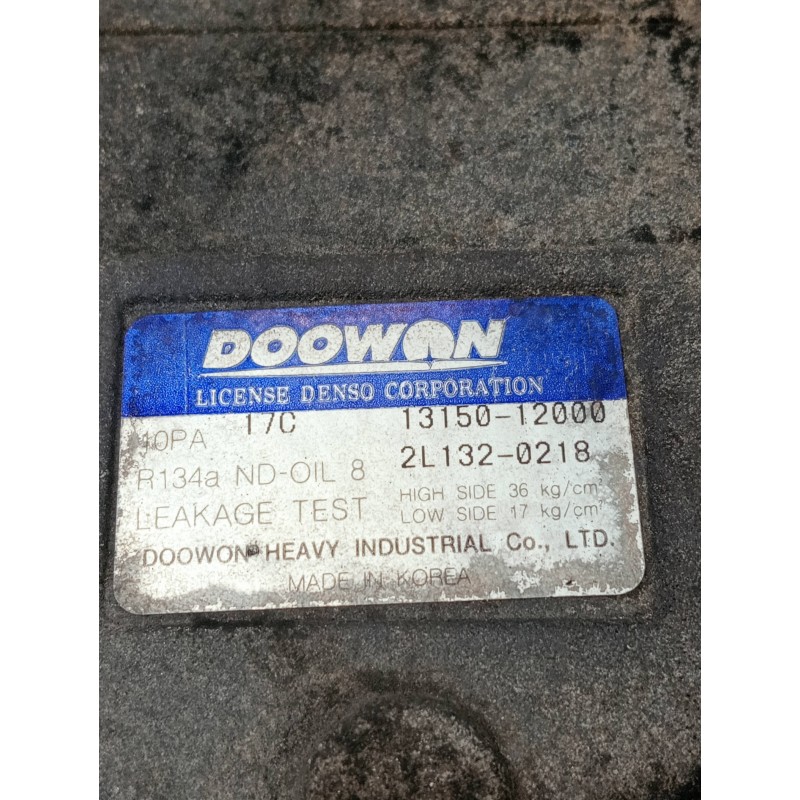 DOOWON
LICENSE DENSO CORPORATION
10PA 17C 13150-12000
R134a ND-OIL 8 2L132-0218
LEAKAGE TEST HIGH SIDE 36 kg/cm²
LOW SIDE 17 kg/cm²
DOOWON HEAVY INDUSTRIAL Co., LTD.
MADE IN KOREA